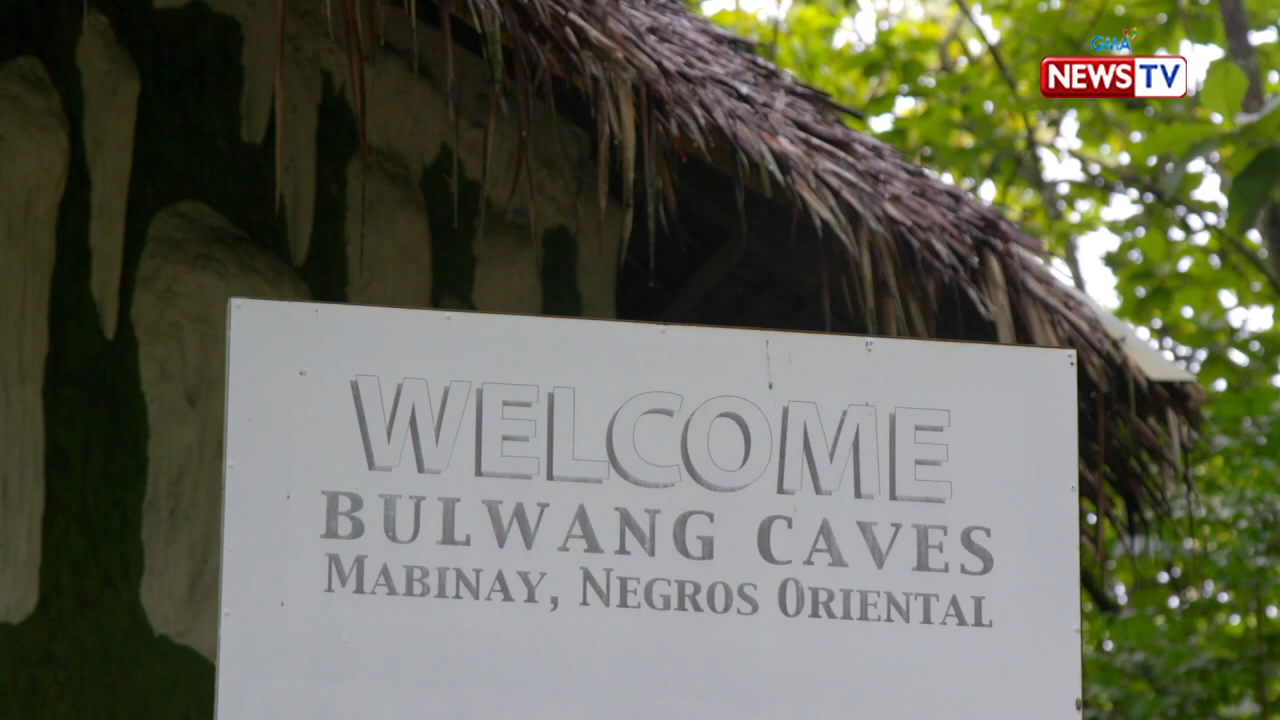 GMA
NEWS TV
WELCOME
BULWANG CAVES
MABINAY, NEGROS ORIENTAL